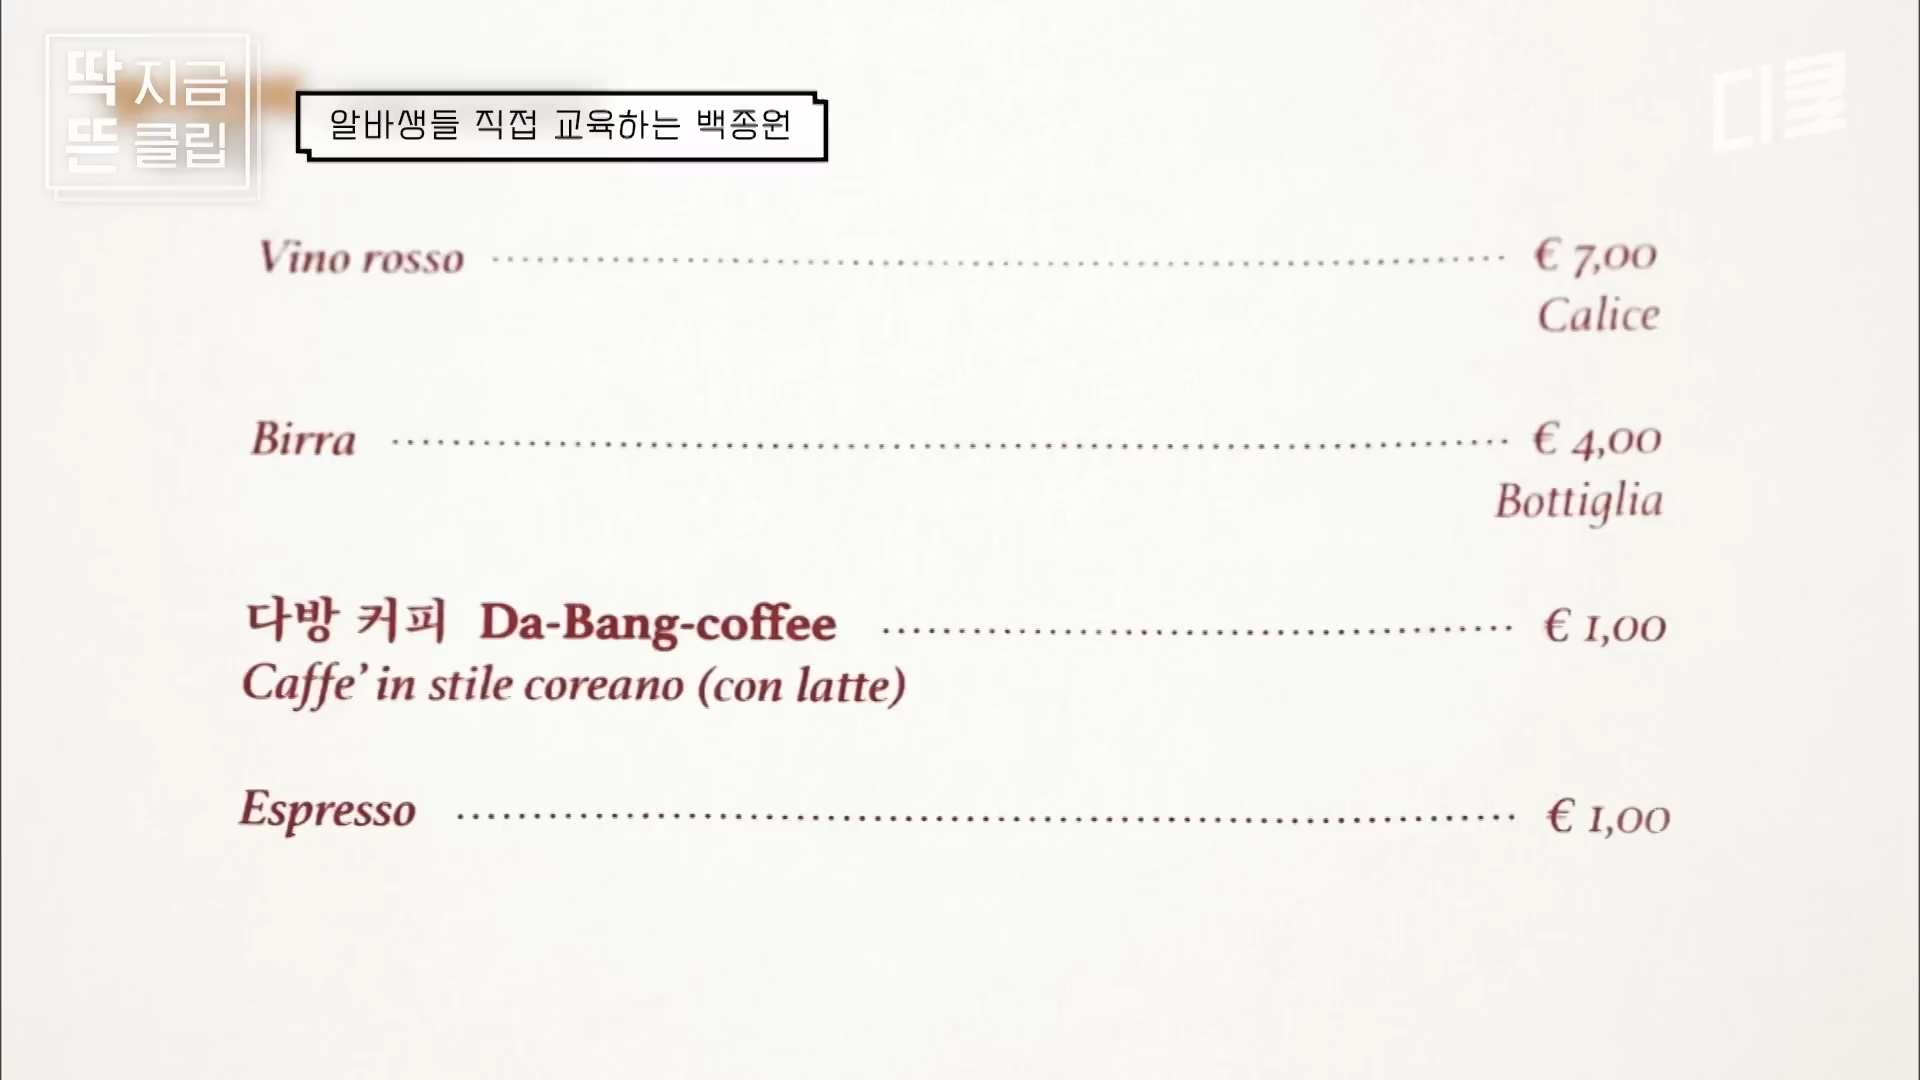 딱 지금
뜬 클립
알바생들 직접 교육하는 백종원
디글
Vino rosso ........ € 7,00
Calice
Birra ........ € 4,00
Bottiglia
다방 커피 Da-Bang-coffee ........ € 1,00
Caffe’ in stile coreano (con latte)
Espresso ........ € 1,00